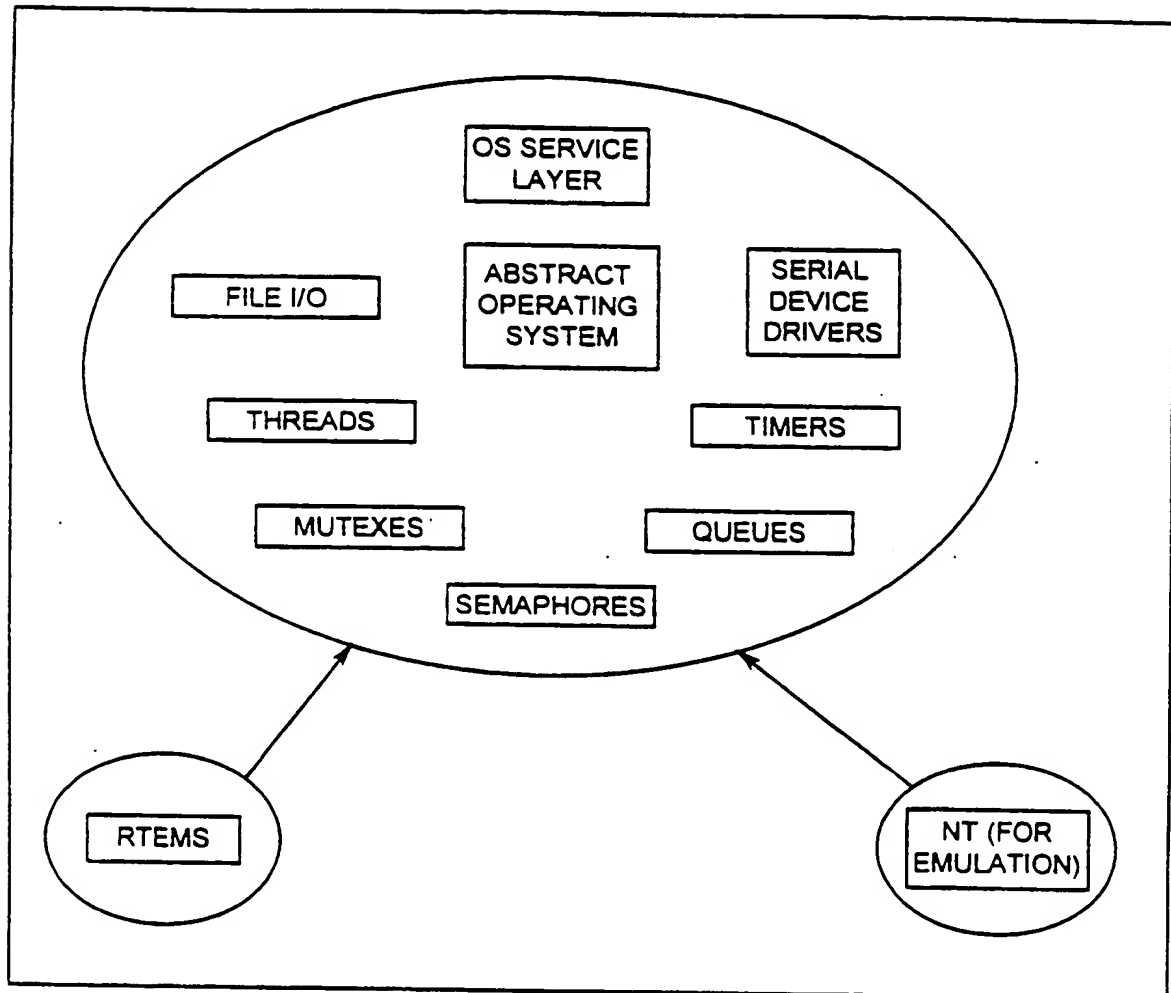 OS SERVICE
LAYER
FILE I/O
ABSTRACT
OPERATING
SYSTEM
SERIAL
DEVICE
DRIVERS
THREADS
TIMERS
MUTEXES
QUEUES
SEMAPHORES
RTEMS
NT (FOR
EMULATION)